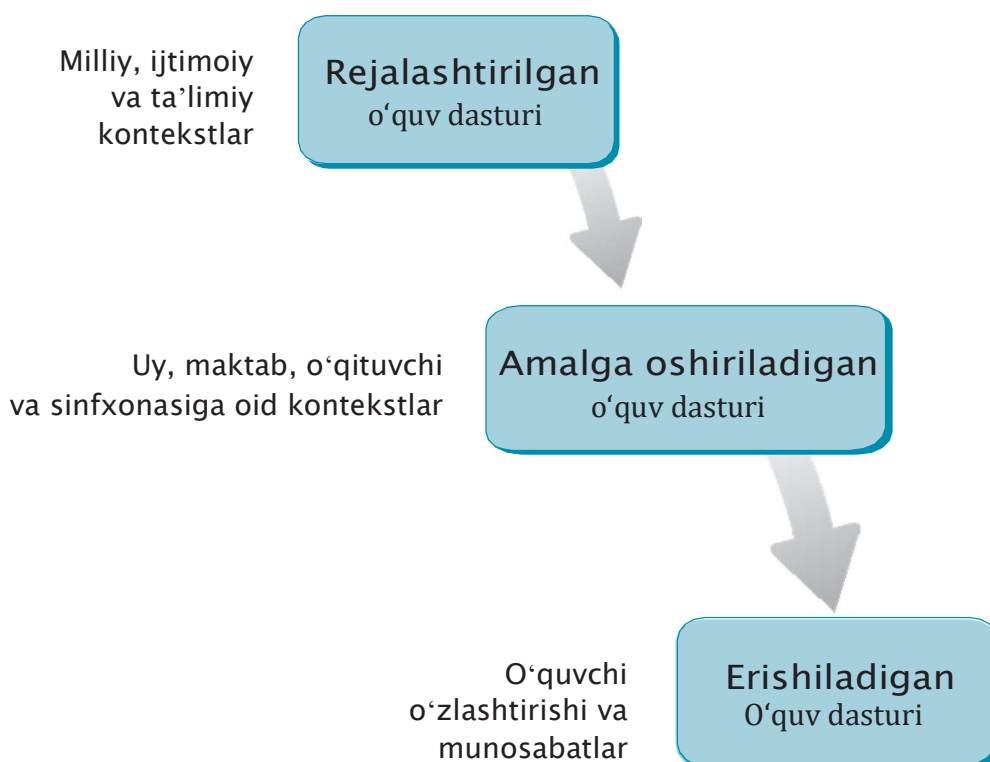 Milliy, ijtimoiy
va ta’limiy
kontekstlar
Rejalashtirilgan
o‘quv dasturi
Uy, maktab, o‘qituvchi
va sinfxonasiga oid kontekstlar
Amalga oshiriladigan
o‘quv dasturi
O‘quvchi
o‘zlashtirishi va
munosabatlar
Erishiladigan
O‘quv dasturi